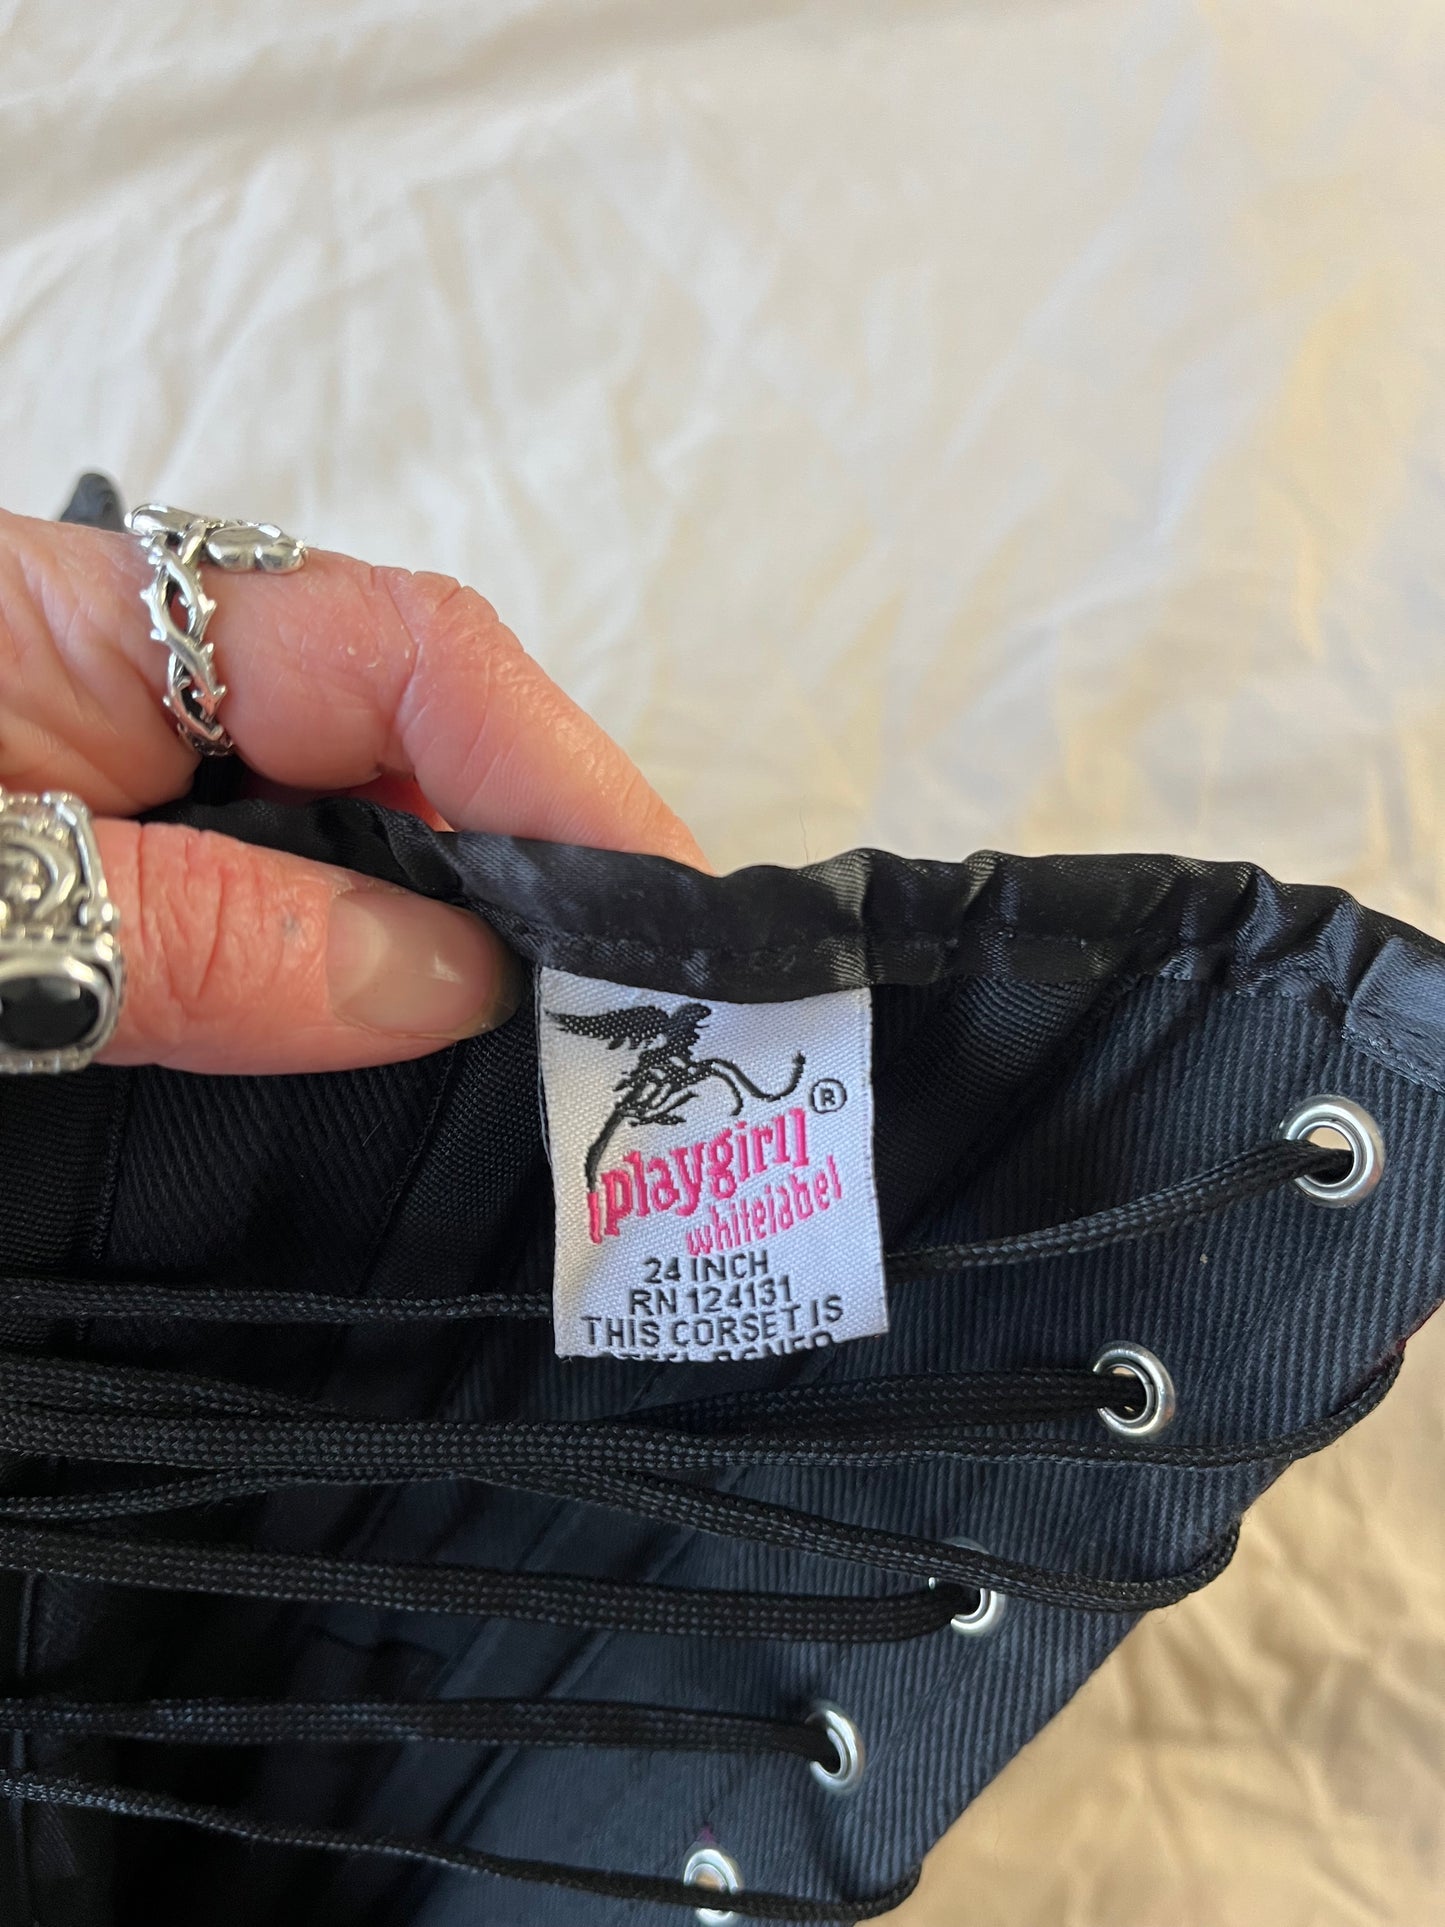 playgirl
whitelabel
24 INCH
RN 124131
THIS CORSET IS